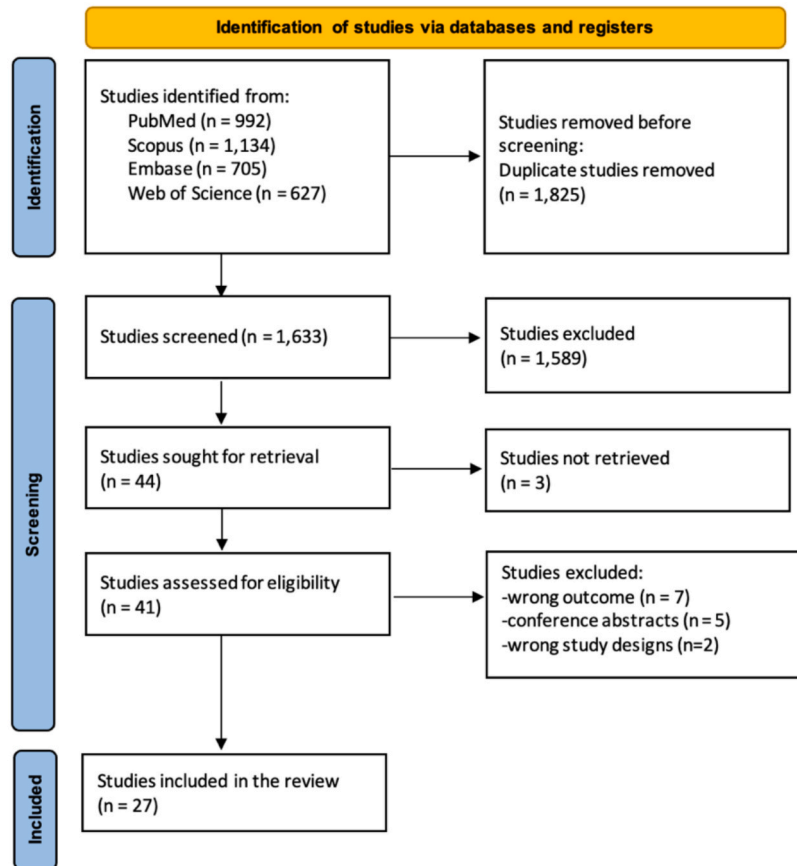 Identification of studies via databases and registers
Identification
Studies identified from:
PubMed (n = 992)
Scopus (n = 1,134)
Embase (n = 705)
Web of Science (n = 627)
Studies removed before
screening:
Duplicate studies removed
(n = 1,825)
Screening
Studies screened (n = 1,633)
Studies excluded
(n = 1,589)
Studies sought for retrieval
(n = 44)
Studies not retrieved
(n = 3)
Studies assessed for eligibility
(n = 41)
Studies excluded:
-wrong outcome (n = 7)
-conference abstracts (n = 5)
-wrong study designs (n=2)
Included
Studies included in the review
(n = 27)